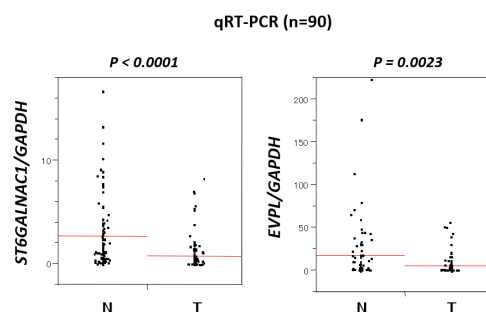 qRT-PCR (n=90)
P < 0.0001
ST6GALNAC1/GAPDH
10
0
N T
P = 0.0023
EVPL/GAPDH
200
150
100
50
0
N T